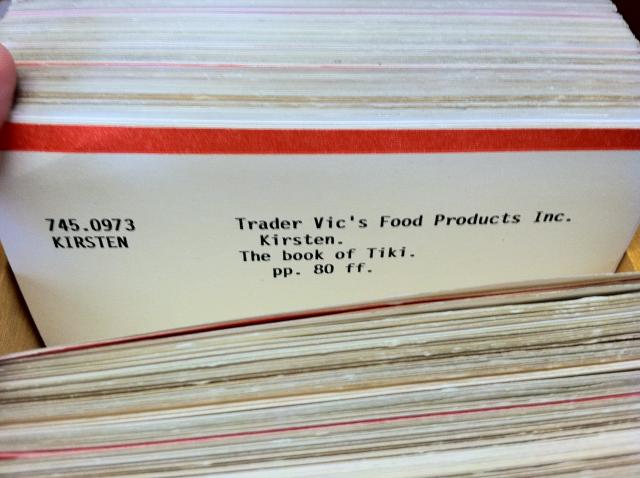 745.0973 Trader Vic's Food Products Inc.
KIRSTEN Kirsten.
The book of Tiki.
pp. 80 ff.